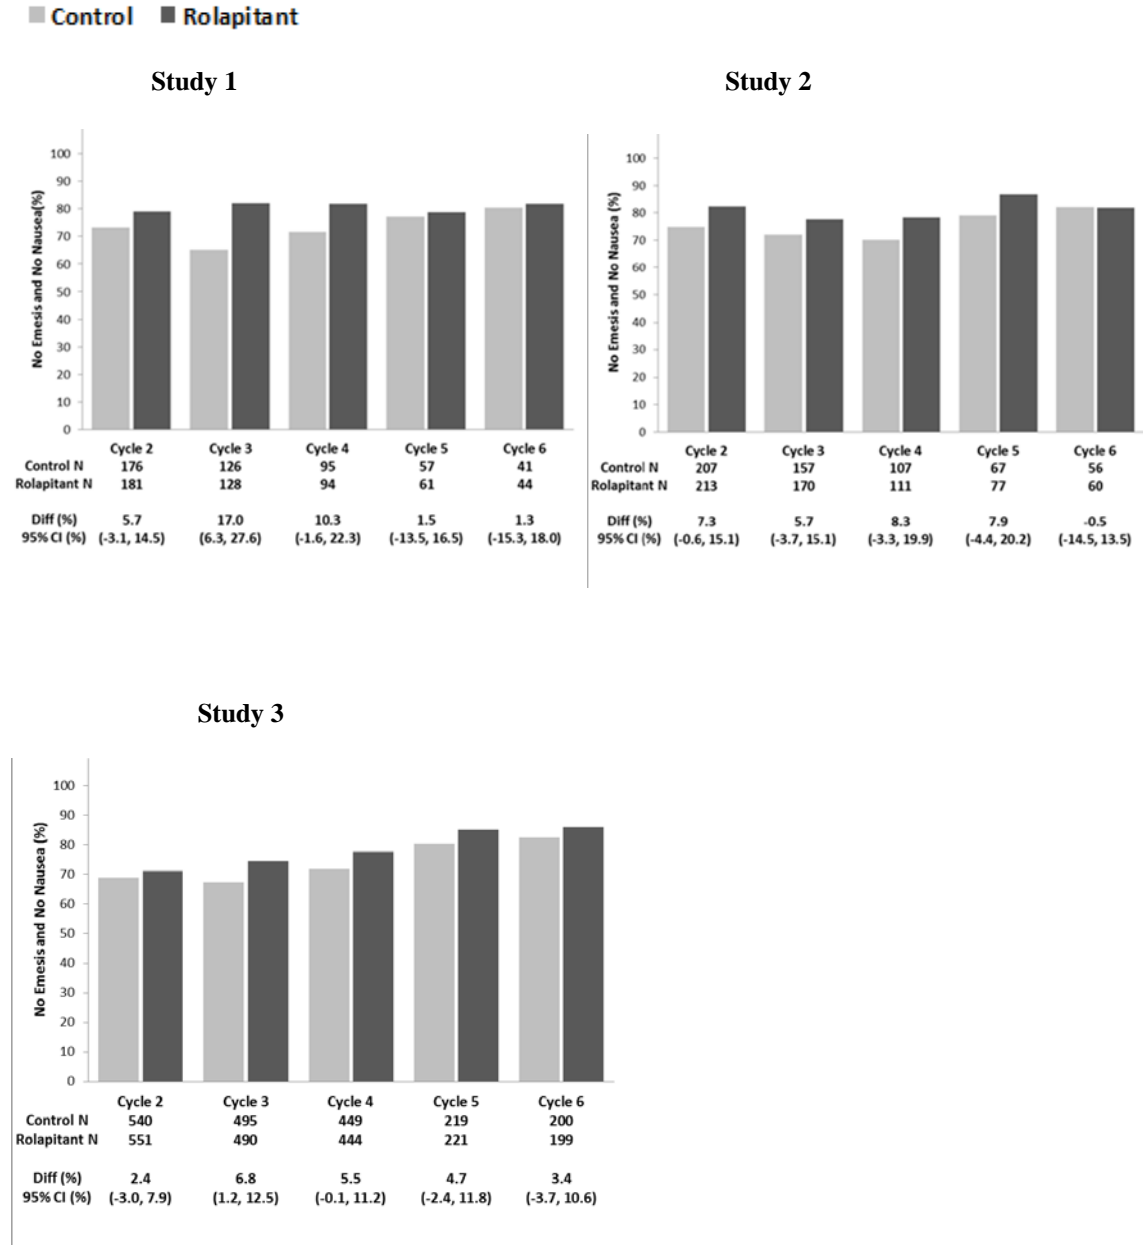 Control Rolapitant
Study 1
No Emesis and No Nausea(%)
100
90
80
70
60
50
40
30
20
10
0
Cycle 2 Cycle 3 Cycle 4 Cycle 5 Cycle 6
Control N 176 126 95 57 41
Rolapitant N 181 128 94 61 44
Diff (%) 5.7 17.0 10.3 1.5 1.3
95% CI (%) (-3.1, 14.5) (6.3, 27.6) (-1.6, 22.3) (-13.5, 16.5) (-15.3, 18.0)
Study 2
No Emesis and No Nausea (%)
100
90
80
70
60
50
40
30
20
10
0
Cycle 2 Cycle 3 Cycle 4 Cycle 5 Cycle 6
Control N 207 157 107 67 56
Rolapitant N 213 170 111 77 60
Diff (%) 7.3 5.7 8.3 7.9 -0.5
95% CI (%) (-0.6, 15.1) (-3.7, 15.1) (-3.3, 19.9) (-4.4, 20.2) (-14.5, 13.5)
Study 3
No Emesis and No Nausea (%)
100
90
80
70
60
50
40
30
20
10
0
Cycle 2 Cycle 3 Cycle 4 Cycle 5 Cycle 6
Control N 540 495 449 219 200
Rolapitant N 551 490 444 221 199
Diff (%) 2.4 6.8 5.5 4.7 3.4
95% CI (%) (-3.0, 7.9) (1.2, 12.5) (-0.1, 11.2) (-2.4, 11.8) (-3.7, 10.6)